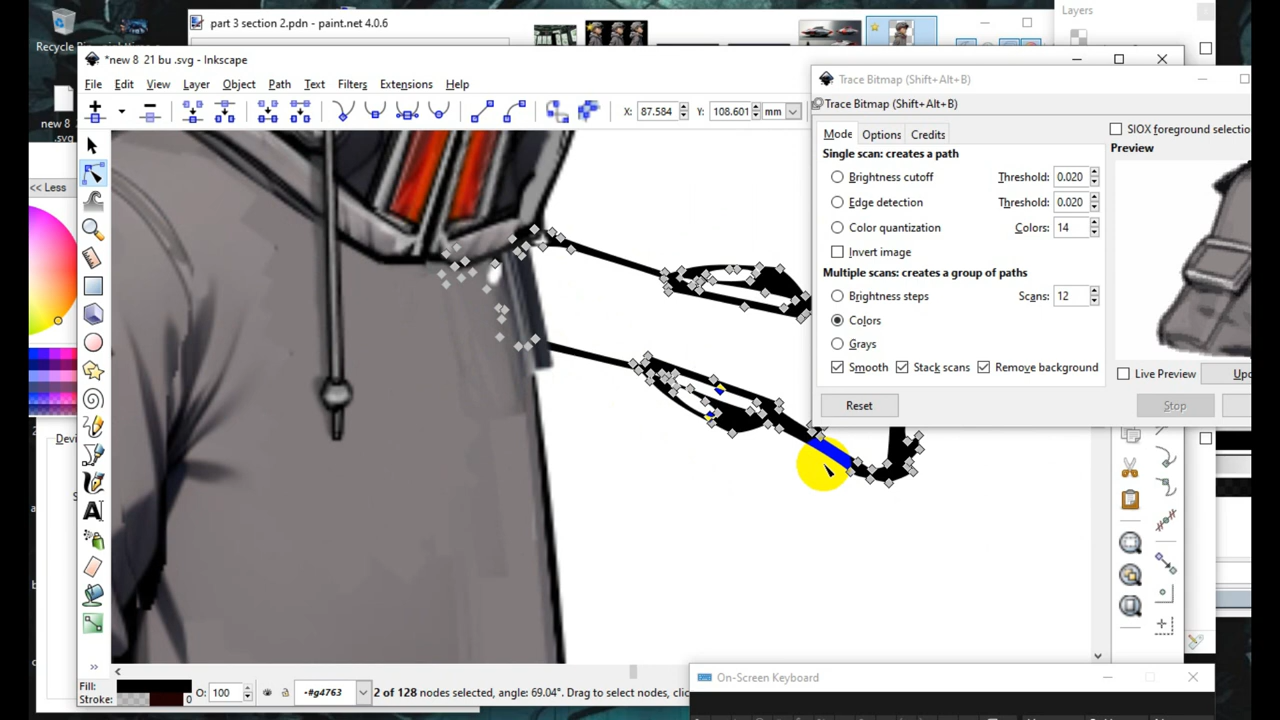 part 3 section 2.pdn - paint.net 4.0.6
Layers
Recycle Bin
*new 8 21 bu .svg - Inkscape
File Edit View Layer Object Path Text Filters Extensions Help
X: 87.584 Y: 108.601 mm
new 8
.svg
<< Less
Trace Bitmap (Shift+Alt+B)
Trace Bitmap (Shift+Alt+B)
Mode Options Credits
SIOX foreground selectio
Single scan: creates a path
Preview
Brightness cutoff Threshold: 0.020
Edge detection Threshold: 0.020
Color quantization Colors: 14
Invert image
Multiple scans: creates a group of paths
Brightness steps Scans: 12
Colors
Grays
Smooth Stack scans Remove background
Live Preview Upd
Reset Stop
Devi
Fill:
Stroke: 0
O: 100
-#g4763
2 of 128 nodes selected, angle: 69.04°. Drag to select nodes, clic
On-Screen Keyboard